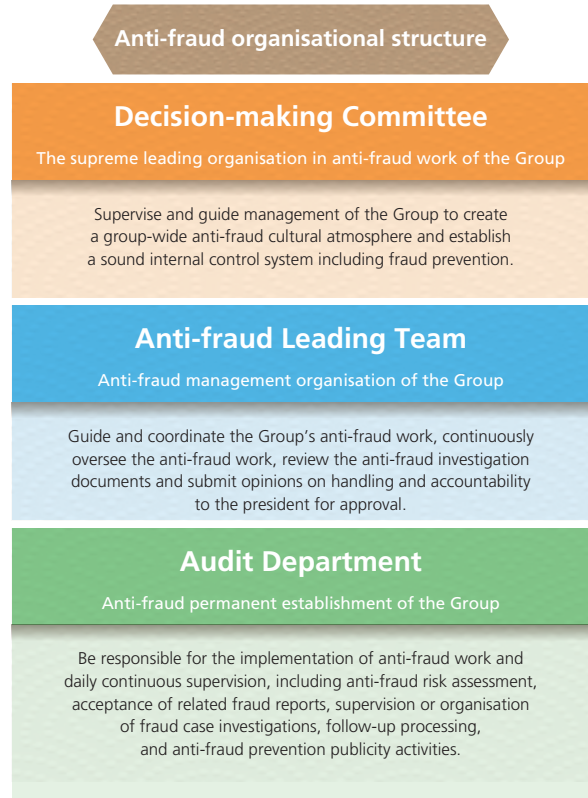 Anti-fraud organisational structure
Decision-making Committee
The supreme leading organisation in anti-fraud work of the Group
Supervise and guide management of the Group to create
a group-wide anti-fraud cultural atmosphere and establish
a sound internal control system including fraud prevention.
Anti-fraud Leading Team
Anti-fraud management organisation of the Group
Guide and coordinate the Group's anti-fraud work, continuously
oversee the anti-fraud work, review the anti-fraud investigation
documents and submit opinions on handling and accountability
to the president for approval.
Audit Department
Anti-fraud permanent establishment of the Group
Be responsible for the implementation of anti-fraud work and
daily continuous supervision, including anti-fraud risk assessment,
acceptance of related fraud reports, supervision or organisation
of fraud case investigations, follow-up processing,
and anti-fraud prevention publicity activities.